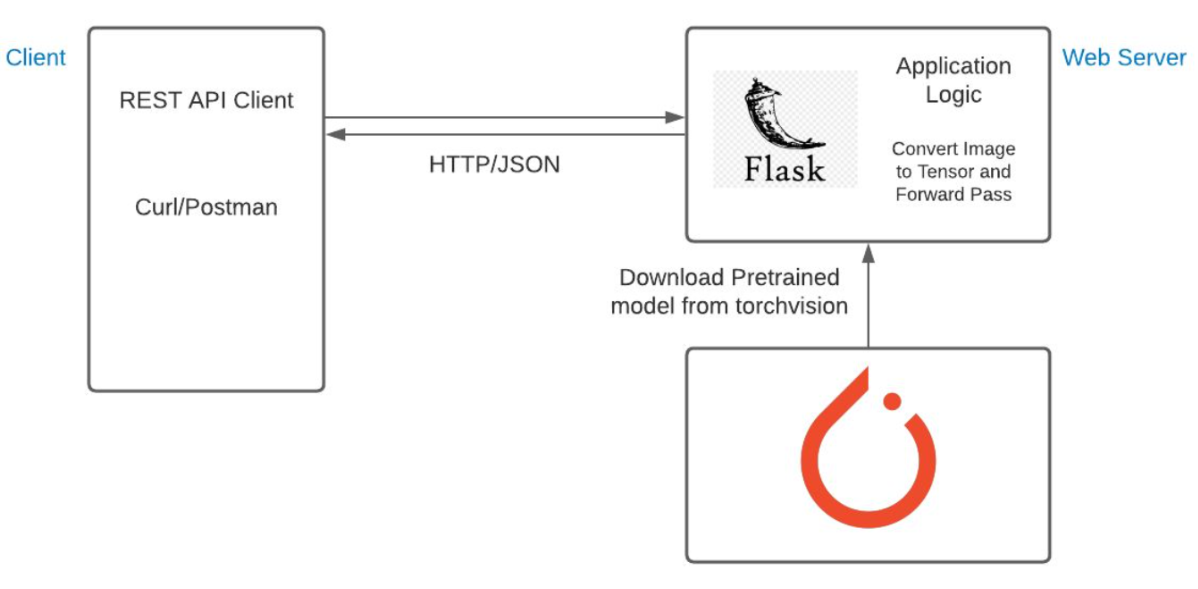 Client
REST API Client
Curl/Postman
HTTP/JSON
Flask
Application
Logic
Convert Image
to Tensor and
Forward Pass
Web Server
Download Pretrained
model from torchvision